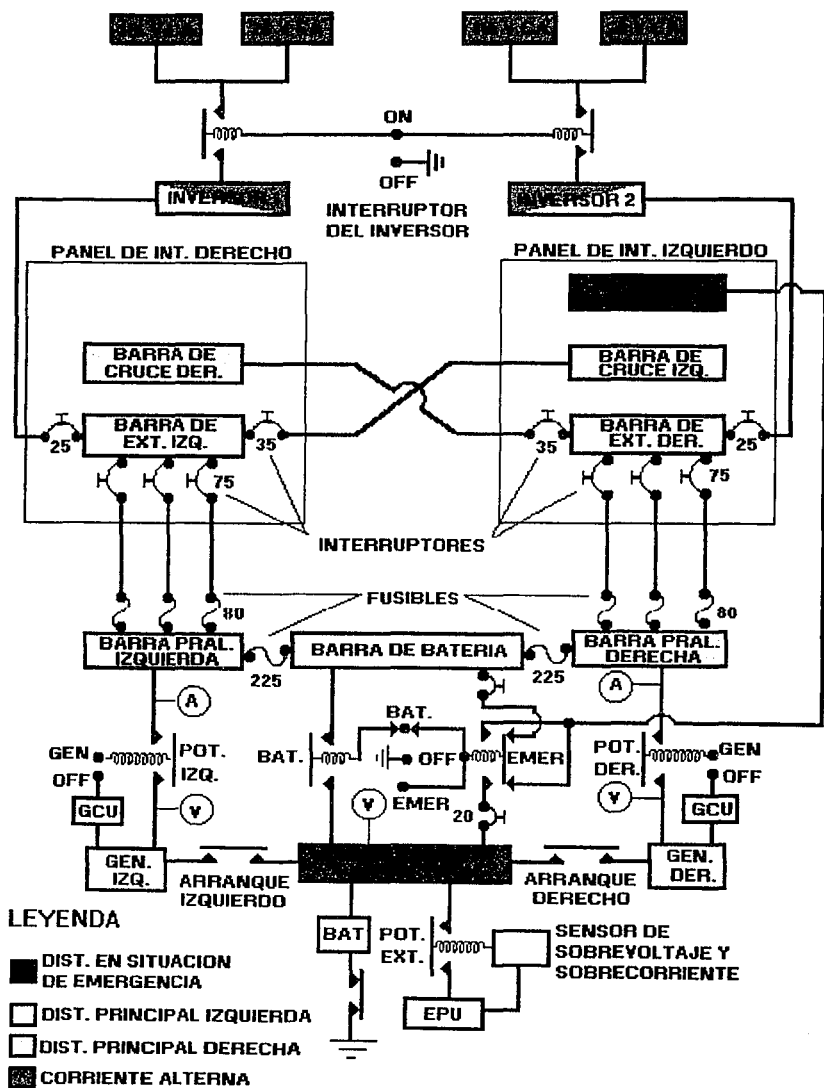 ON
OFF
INVERSOR
INVERSOR 2
INTERRUPTOR
DEL INVERSOR
PANEL DE INT. DERECHO
PANEL DE INT. IZQUIERDO
BARRA DE
CRUCE DER.
BARRA DE
CRUCE IZQ.
25
BARRA DE
EXT. IZQ.
35
35
BARRA DE
EXT. DER.
25
75
75
INTERRUPTORES
FUSIBLES
80
80
BARRA PRAL.
IZQUIERDA
225
BARRA DE BATERIA
225
BARRA PRAL.
DERECHA
A
A
BAT.
GEN
OFF
POT.
IZQ.
BAT.
OFF
EMER
EMER
POT.
DER.
GEN
OFF
GCU
V
V
20
V
GCU
GEN.
IZQ.
ARRANQUE
IZQUIERDO
ARRANQUE
DERECHO
GEN.
DER.
BAT
POT.
EXT.
SENSOR DE
SOBREVOLTAJE Y
SOBRECORRIENTE
EPU
LEYENDA
DIST. EN SITUACION
DE EMERGENCIA
DIST. PRINCIPAL IZQUIERDA
DIST. PRINCIPAL DERECHA
CORRIENTE ALTERNA